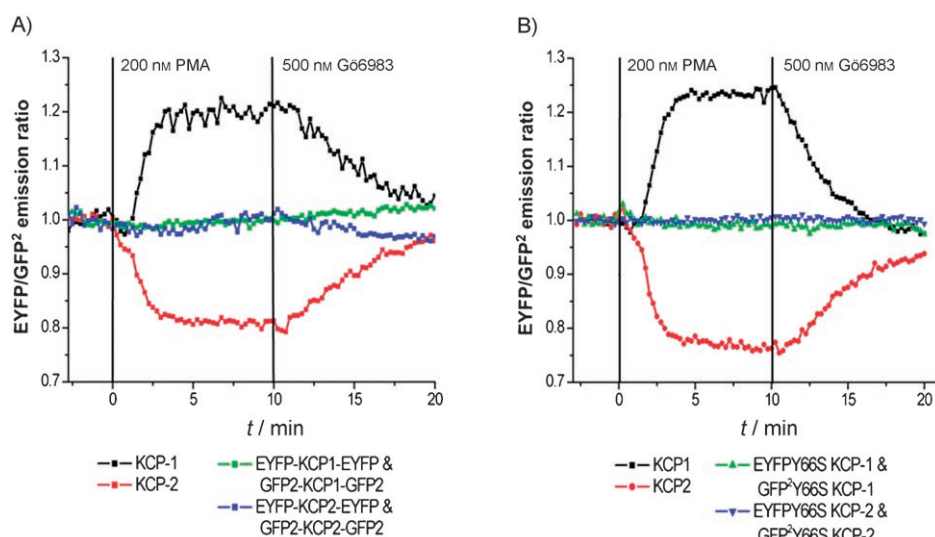 A)
200 nM PMA
500 nM Gö6983
EYFP/GFP² emission ratio
1.3
1.2
1.1
1.0
0.9
0.8
0.7
0
5
10
15
20
t / min
KCP-1
KCP-2
EYFP-KCP1-EYFP &
GFP2-KCP1-GFP2
EYFP-KCP2-EYFP &
GFP2-KCP2-GFP2
B)
200 nM PMA
500 nM Gö6983
EYFP/GFP² emission ratio
1.3
1.2
1.1
1.0
0.9
0.8
0.7
0
5
10
15
20
t / min
KCP1
KCP2
EYFPY66S KCP-1 &
GFP²Y66S KCP-1
EYFPY66S KCP-2 &
GFP²Y66S KCP-2